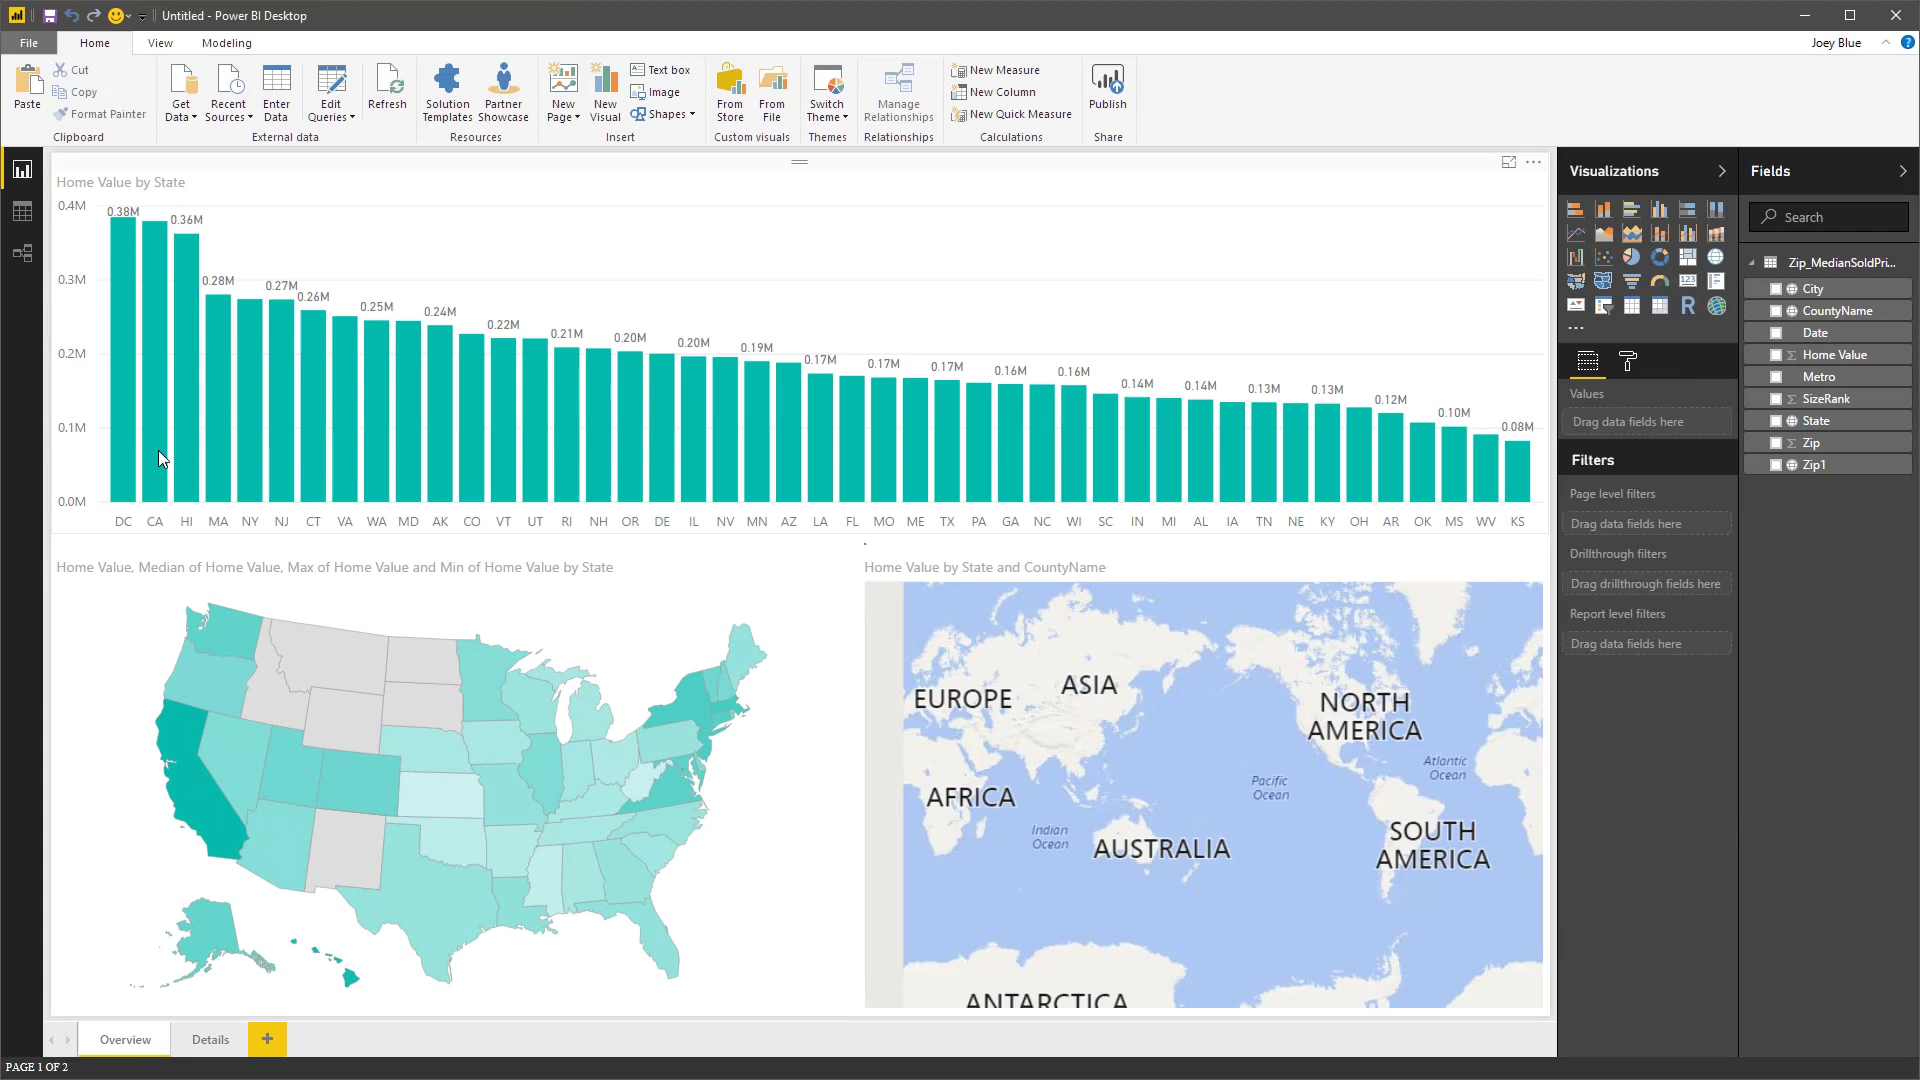 Untitled - Power BI Desktop
File Home View Modeling Joey Blue ?
Paste
Cut
Copy
Format Painter
Clipboard
Get Data
Recent Sources
Enter Data
Edit Queries
Refresh
External data
Solution Templates
Partner Showcase
Resources
New Page
New Visual
Text box
Image
Shapes
Insert
From Store
From File
Custom visuals
Switch Theme
Themes
Manage Relationships
Relationships
New Measure
New Column
New Quick Measure
Calculations
Publish
Share
Home Value by State
0.4M
0.3M
0.2M
0.1M
0.0M
0.38M 0.36M 0.28M 0.27M 0.26M 0.25M 0.24M 0.22M 0.21M 0.20M 0.20M 0.19M 0.17M 0.17M 0.17M 0.16M 0.16M 0.14M 0.14M 0.13M 0.13M 0.12M 0.10M 0.08M
DC CA HI MA NY NJ CT VA WA MD AK CO VT UT RI NH OR DE IL NV MN AZ LA FL MO ME TX PA GA NC WI SC IN MI AL IA TN NE KY OH AR OK MS WV KS
Home Value, Median of Home Value, Max of Home Value and Min of Home Value by State
Home Value by State and CountyName
EUROPE
ASIA
NORTH
AMERICA
Atlantic
Ocean
Pacific
Ocean
AFRICA
Indian
Ocean
AUSTRALIA
SOUTH
AMERICA
ANTARCTICA
Visualizations
123
R
Values
Drag data fields here
Filters
Page level filters
Drag data fields here
Drillthrough filters
Drag drillthrough fields here
Report level filters
Drag data fields here
Fields
Search
Zip_MedianSoldPri...
City
CountyName
Date
Σ Home Value
Metro
Σ SizeRank
State
Σ Zip
Zip1
Overview Details +
PAGE 1 OF 2